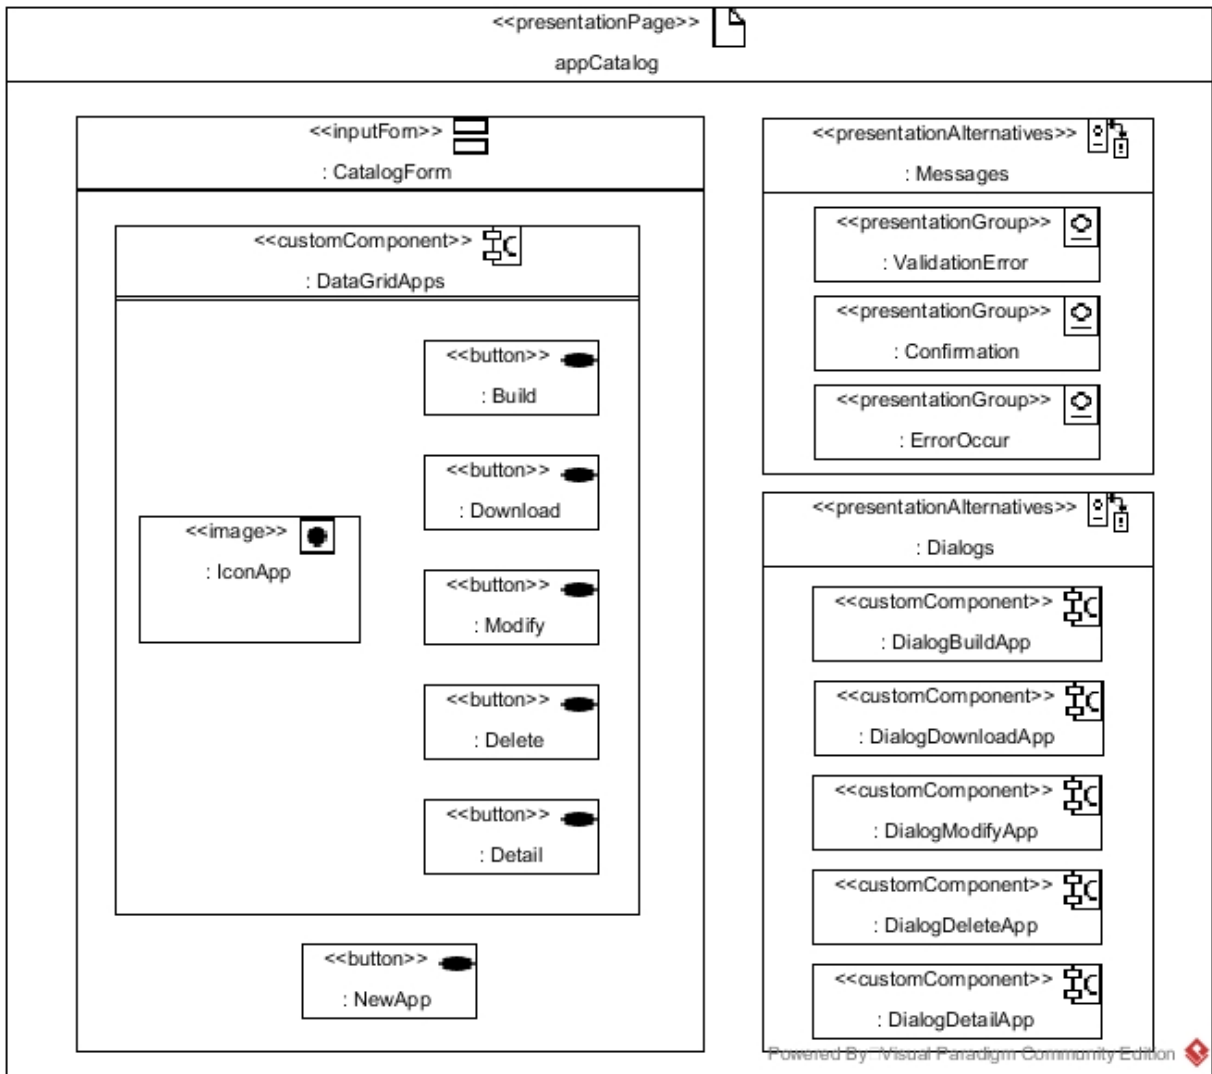 <<presentationPage>>
appCatalog
<<inputForm>>
: CatalogForm
<<customComponent>>
: DataGridApps
<<button>>
: Build
<<button>>
: Download
<<image>>
: IconApp
<<button>>
: Modify
<<button>>
: Delete
<<button>>
: Detail
<<button>>
: NewApp
<<presentationAlternatives>>
: Messages
<<presentationGroup>>
: ValidationError
<<presentationGroup>>
: Confirmation
<<presentationGroup>>
: ErrorOccur
<<presentationAlternatives>>
: Dialogs
<<customComponent>>
: DialogBuildApp
<<customComponent>>
: DialogDownloadApp
<<customComponent>>
: DialogModifyApp
<<customComponent>>
: DialogDeleteApp
<<customComponent>>
: DialogDetailApp
Powered By Visual Paradigm Community Edition